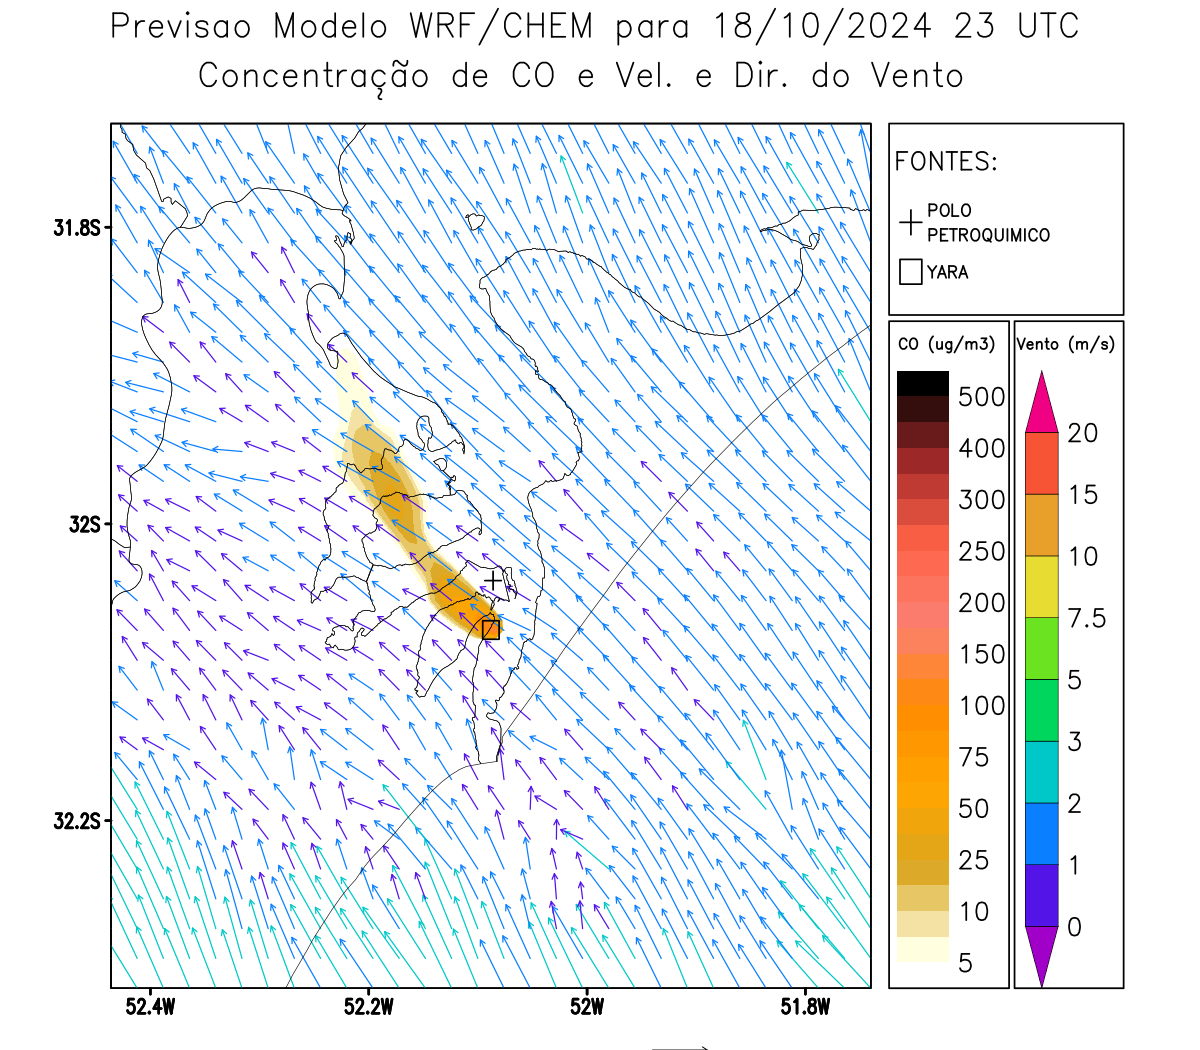 Previsao Modelo WRF/CHEM para 18/10/2024 23 UTC
Concentração de CO e Vel. e Dir. do Vento
FONTES:
POLO
PETROQUIMICO
YARA
CO (ug/m3)
500
400
300
250
200
150
100
75
50
25
10
5
Vento (m/s)
20
15
10
7.5
5
3
2
1
0
31.8S
32S
32.2S
52.4W
52.2W
52W
51.8W